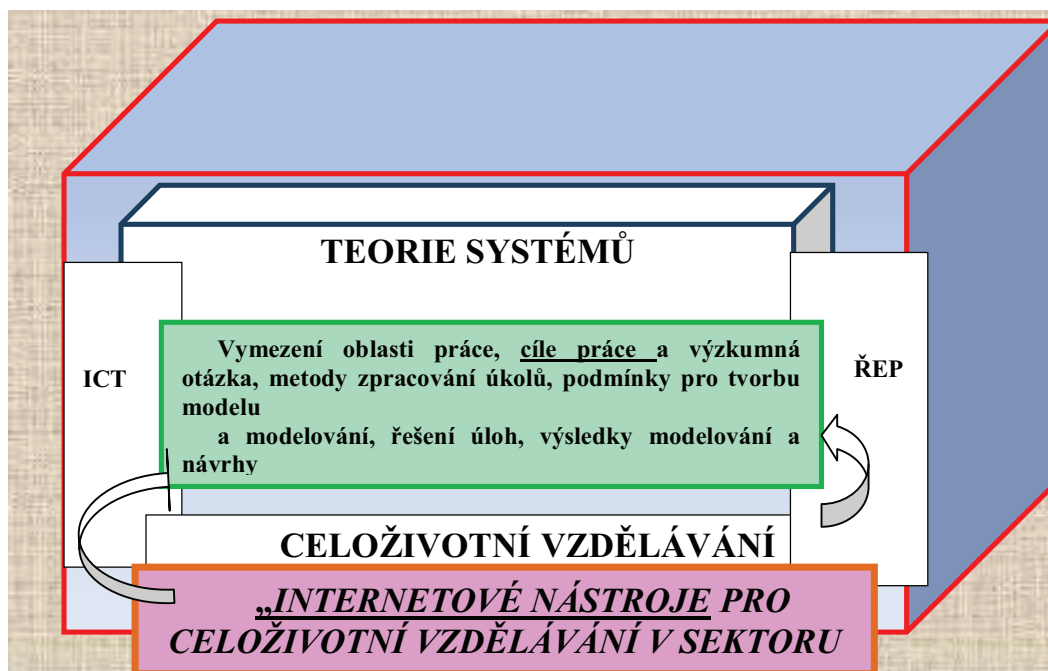 TEORIE SYSTÉMŮ
ICT
Vymezení oblasti práce, cíle práce a výzkumná
otázka, metody zpracování úkolů, podmínky pro tvorbu
modelu
a modelování, řešení úloh, výsledky modelování a
návrhy
ŘEP
CELOŽIVOTNÍ VZDĚLÁVÁNÍ
„INTERNETOVÉ NÁSTROJE PRO
CELOŽIVOTNÍ VZDĚLÁVÁNÍ V SEKTORU